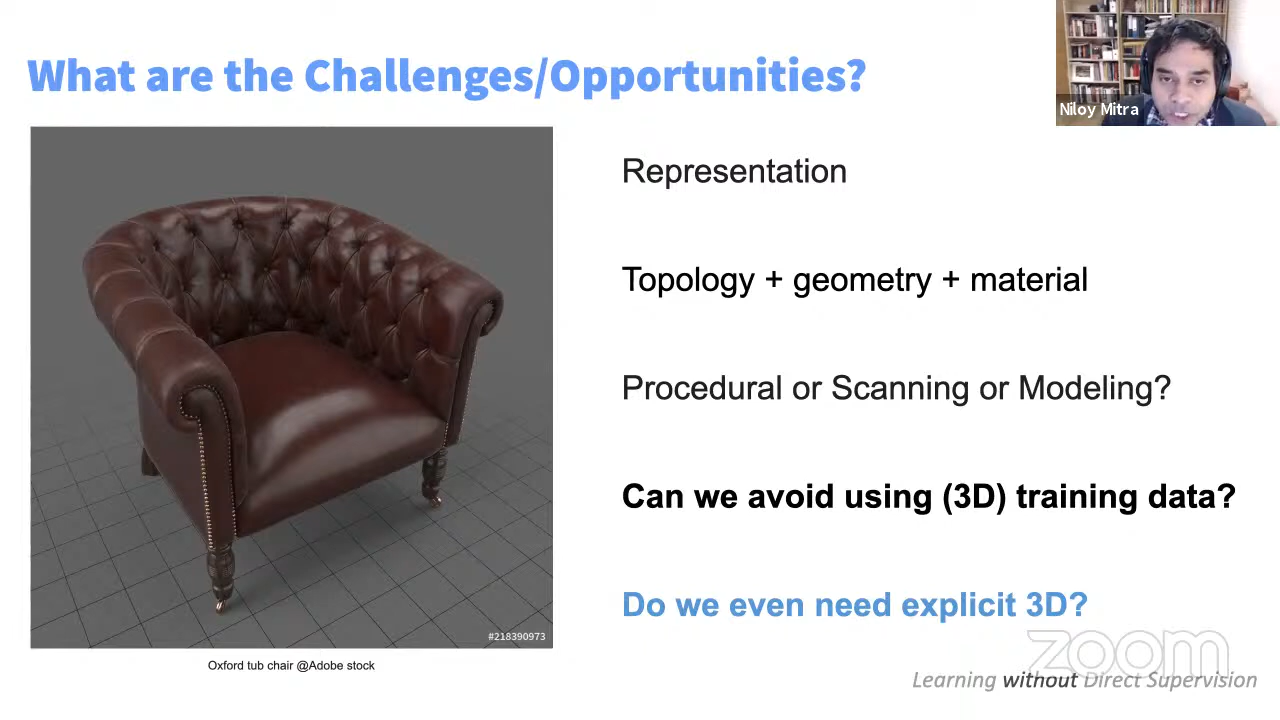 What are the Challenges/Opportunities?
Niloy Mitra
Representation
Topology + geometry + material
Procedural or Scanning or Modeling?
Can we avoid using (3D) training data?
Do we even need explicit 3D?
#218390973
Oxford tub chair @Adobe stock
zoom
Learning without Direct Supervision